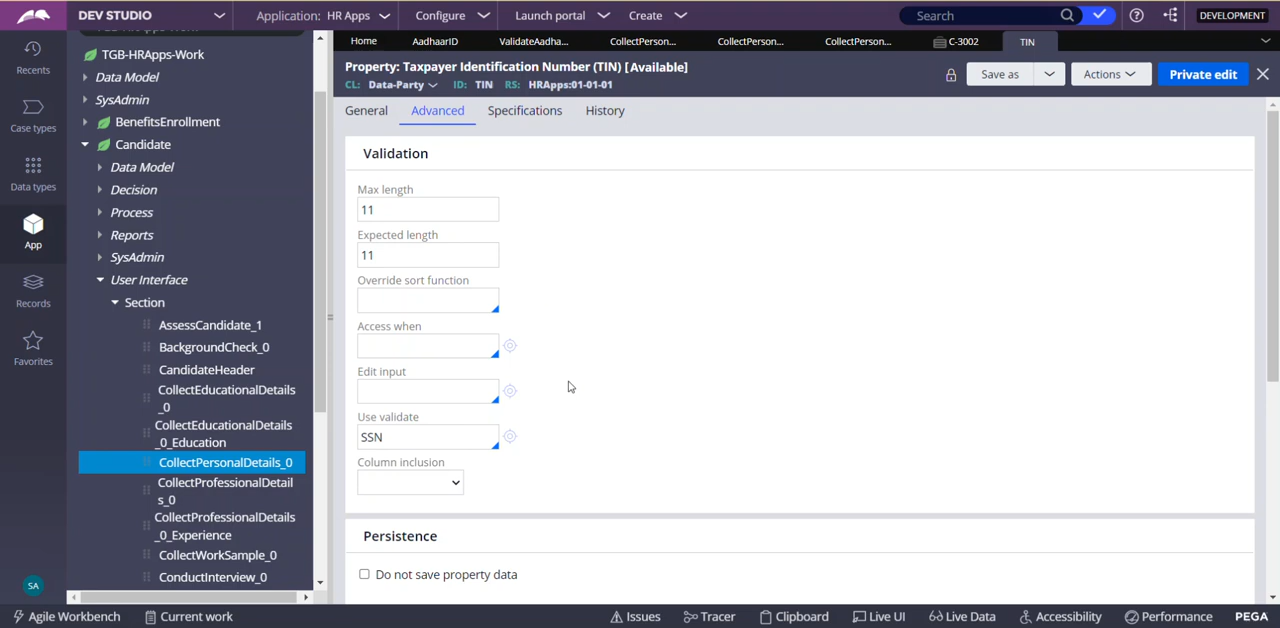 DEV STUDIO
Application: HR Apps
Configure
Launch portal
Create
Search
DEVELOPMENT
Home
AadhaarID
ValidateAadha...
CollectPerson...
CollectPerson...
CollectPerson...
C-3002
TIN
Property: Taxpayer Identification Number (TIN) [Available]
CL: Data-Party ID: TIN RS: HRApps:01-01-01
Save as
Actions
Private edit
General
Advanced
Specifications
History
Recents
Case types
Data types
App
Records
Favorites
SA
TGB-HRApps-Work
Data Model
SysAdmin
BenefitsEnrollment
Candidate
Data Model
Decision
Process
Reports
SysAdmin
User Interface
Section
AssessCandidate_1
BackgroundCheck_0
CandidateHeader
CollectEducationalDetails
_0
CollectEducationalDetails
_0_Education
CollectPersonalDetails_0
CollectProfessionalDetail
s_0
CollectProfessionalDetails
_0_Experience
CollectWorkSample_0
ConductInterview_0
Validation
Max length
11
Expected length
11
Override sort function
Access when
Edit input
Use validate
SSN
Column inclusion
Persistence
Do not save property data
Agile Workbench
Current work
Issues
Tracer
Clipboard
Live UI
Live Data
Accessibility
Performance
PEGA